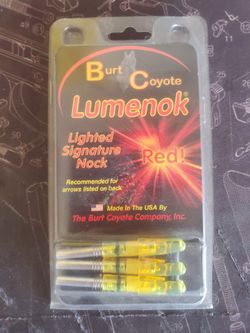 Burt Coyote
Lumenok®
Lighted
Signature
Nock
Red!
Recommended for
arrows listed on back
Made In The USA By
The Burt Coyote Company, Inc.